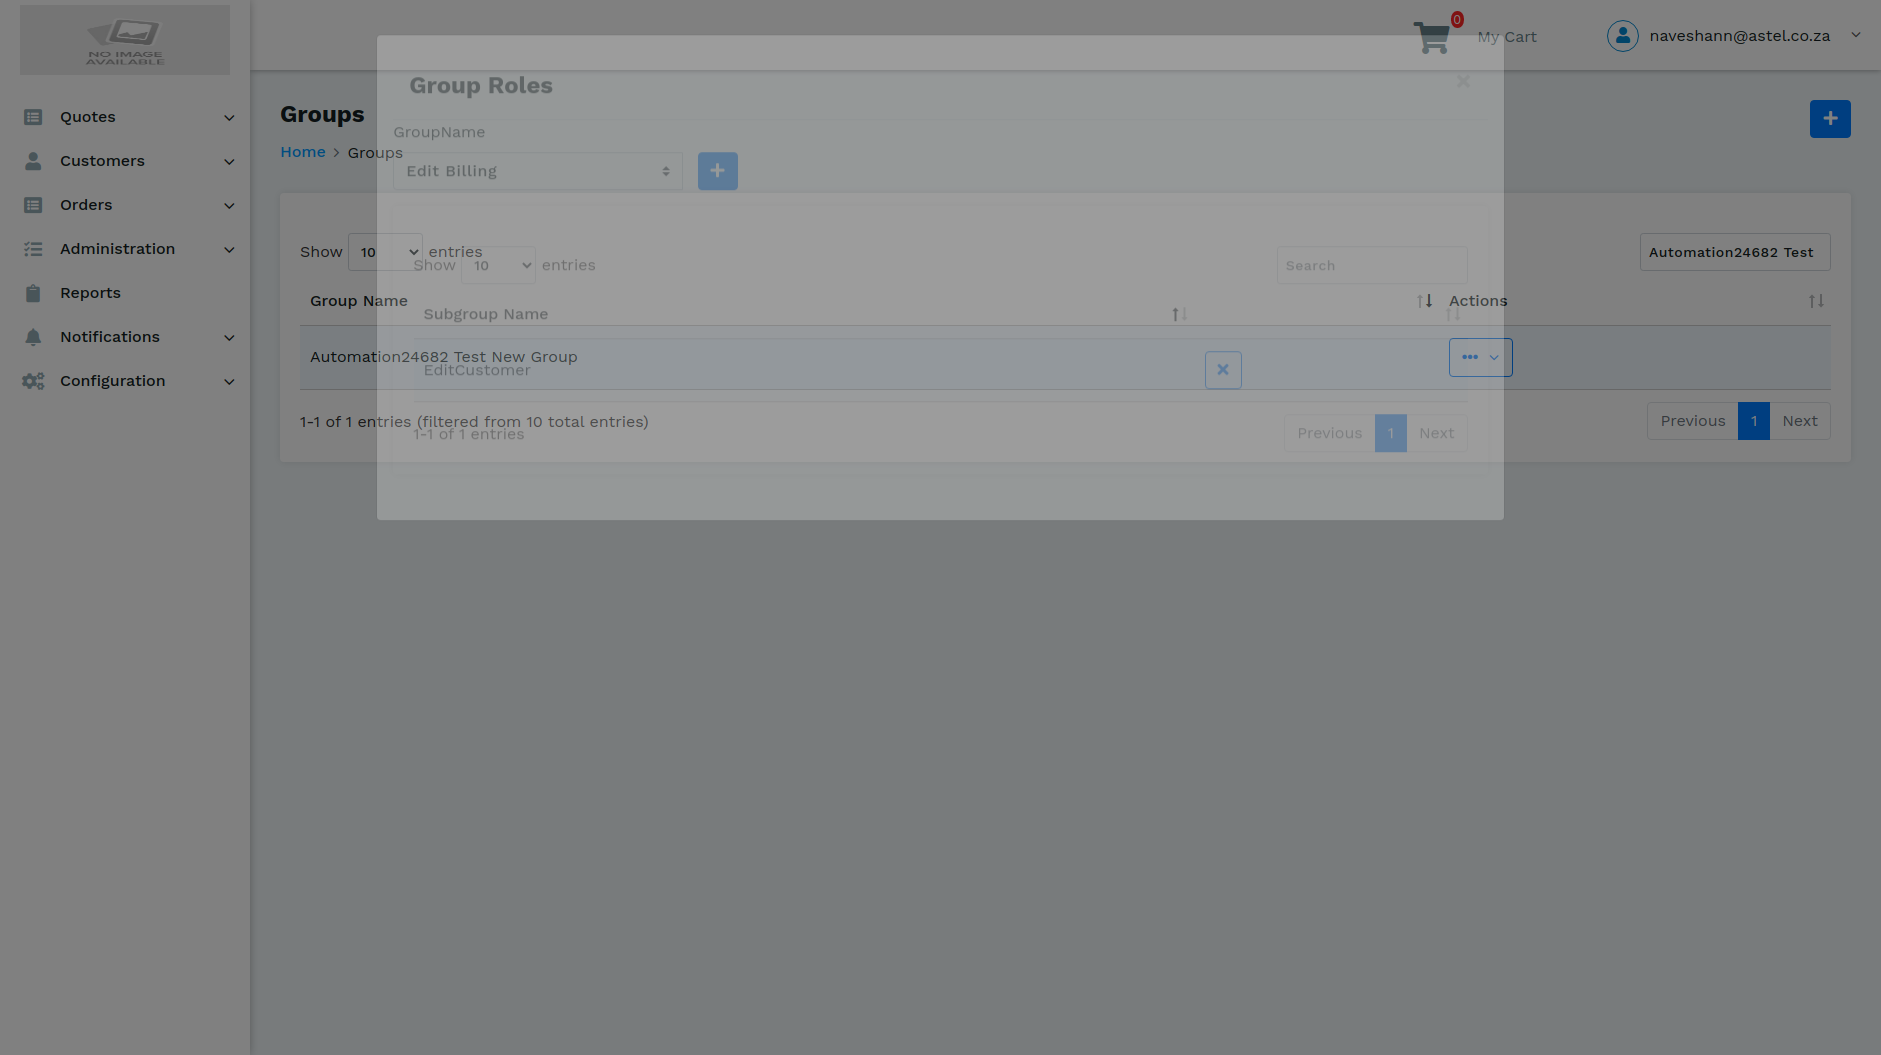 NO IMAGE
AVAILABLE
0
My Cart
naveshann@astel.co.za
Quotes
Customers
Orders
Administration
Reports
Notifications
Configuration
Groups
Home > Groups
Group Roles
×
GroupName
Edit Billing
Show 10 entries
Automation24682 Test
Show 10 entries
Search
Group Name
Actions
Subgroup Name
Automation24682 Test New Group
EditCustomer
1-1 of 1 entries (filtered from 10 total entries)
Previous 1 Next
1-1 of 1 entries
Previous 1 Next